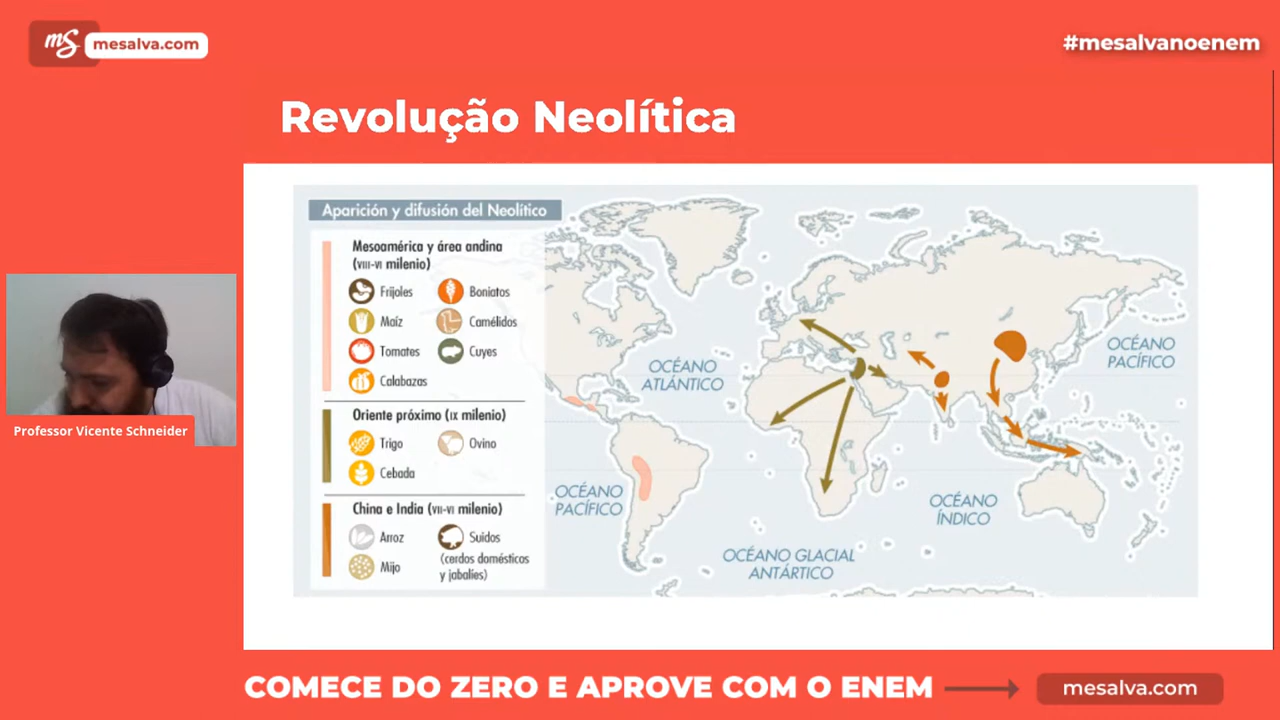 ms mesalva.com
#mesalvanoenem
Revolução Neolítica
Aparición y difusión del Neolítico
Mesoamérica y área andina
(VIII-VI milenio)
Frijoles
Boniatos
Maíz
Camélidos
Tomates
Cuyes
Calabazas
Oriente próximo (IX milenio)
Trigo
Ovino
Cebada
China e India (VII-VI milenio)
Arroz
Suidos
(cerdos domésticos
y jabalíes)
Mijo
OCÉANO
ATLÁNTICO
OCÉANO
PACÍFICO
OCÉANO
PACÍFICO
OCÉANO
ÍNDICO
OCÉANO GLACIAL
ANTÁRTICO
Professor Vicente Schneider
COMECE DO ZERO E APROVE COM O ENEM
mesalva.com